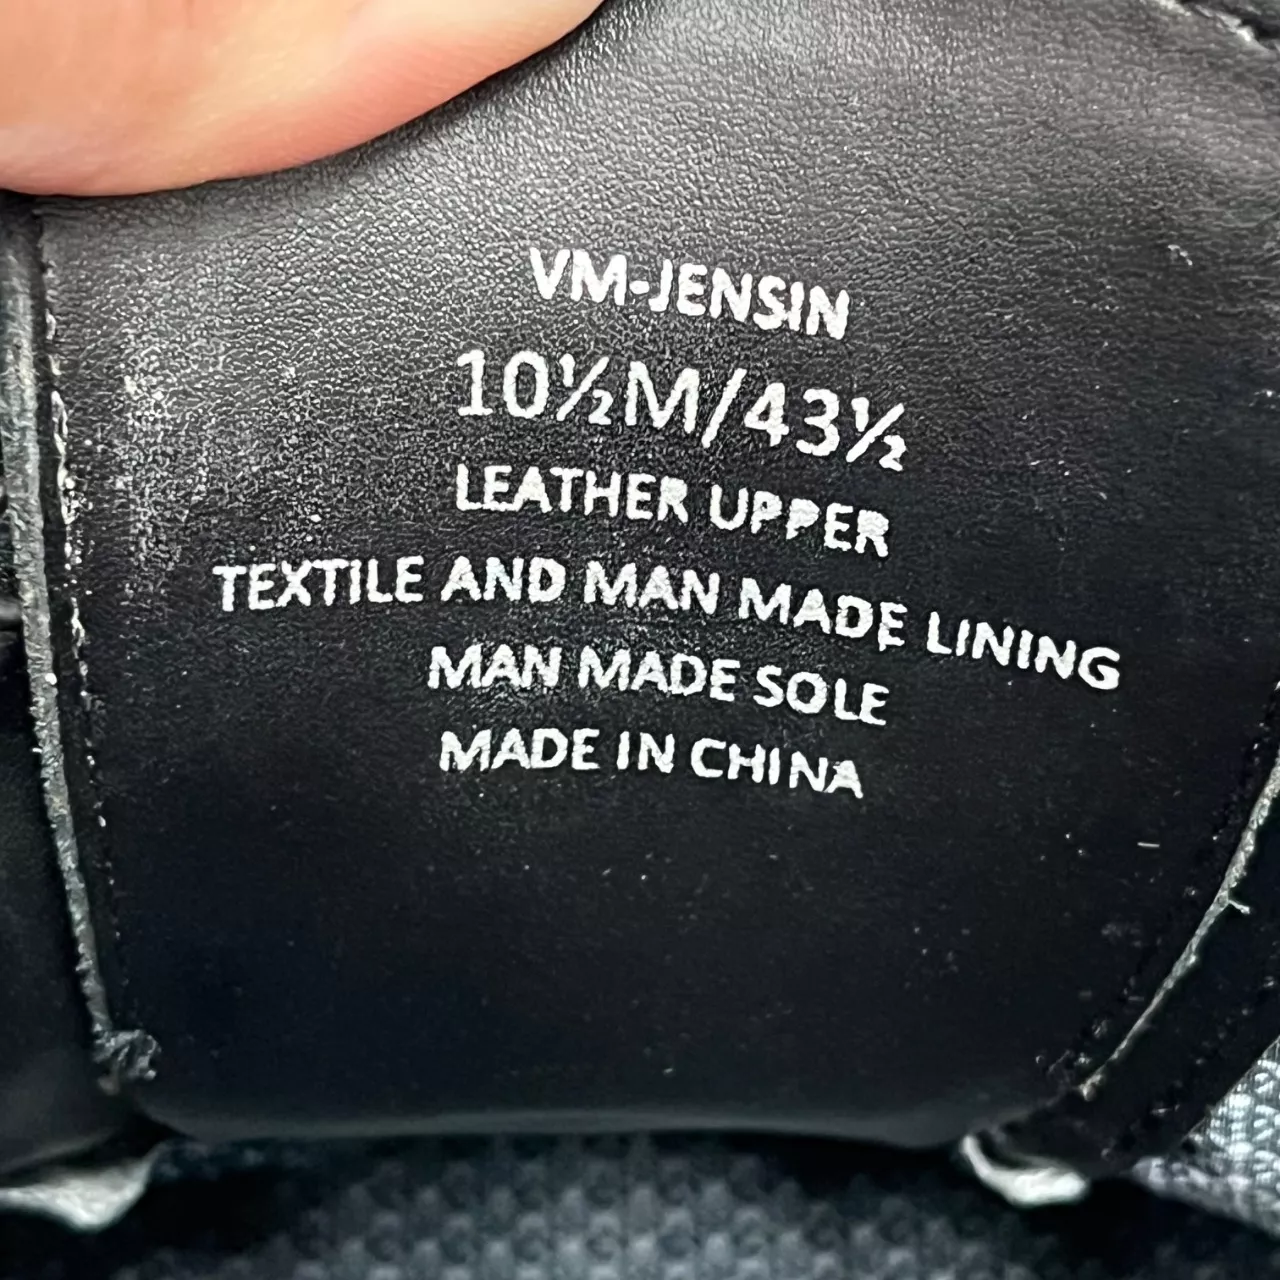 VM-JENSIN
10½M/43½
LEATHER UPPER
TEXTILE AND MAN MADE LINING
MAN MADE SOLE
MADE IN CHINA